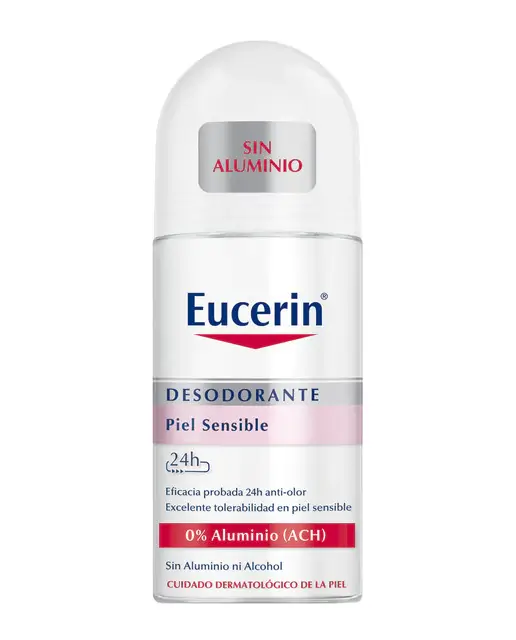 SIN
ALUMINIO
Eucerin®
DESODORANTE
Piel Sensible
24h
Eficacia probada 24h anti-olor
Excelente tolerabilidad en piel sensible
0% Aluminio (ACH)
Sin Aluminio ni Alcohol
CUIDADO DERMATOLÓGICO DE LA PIEL